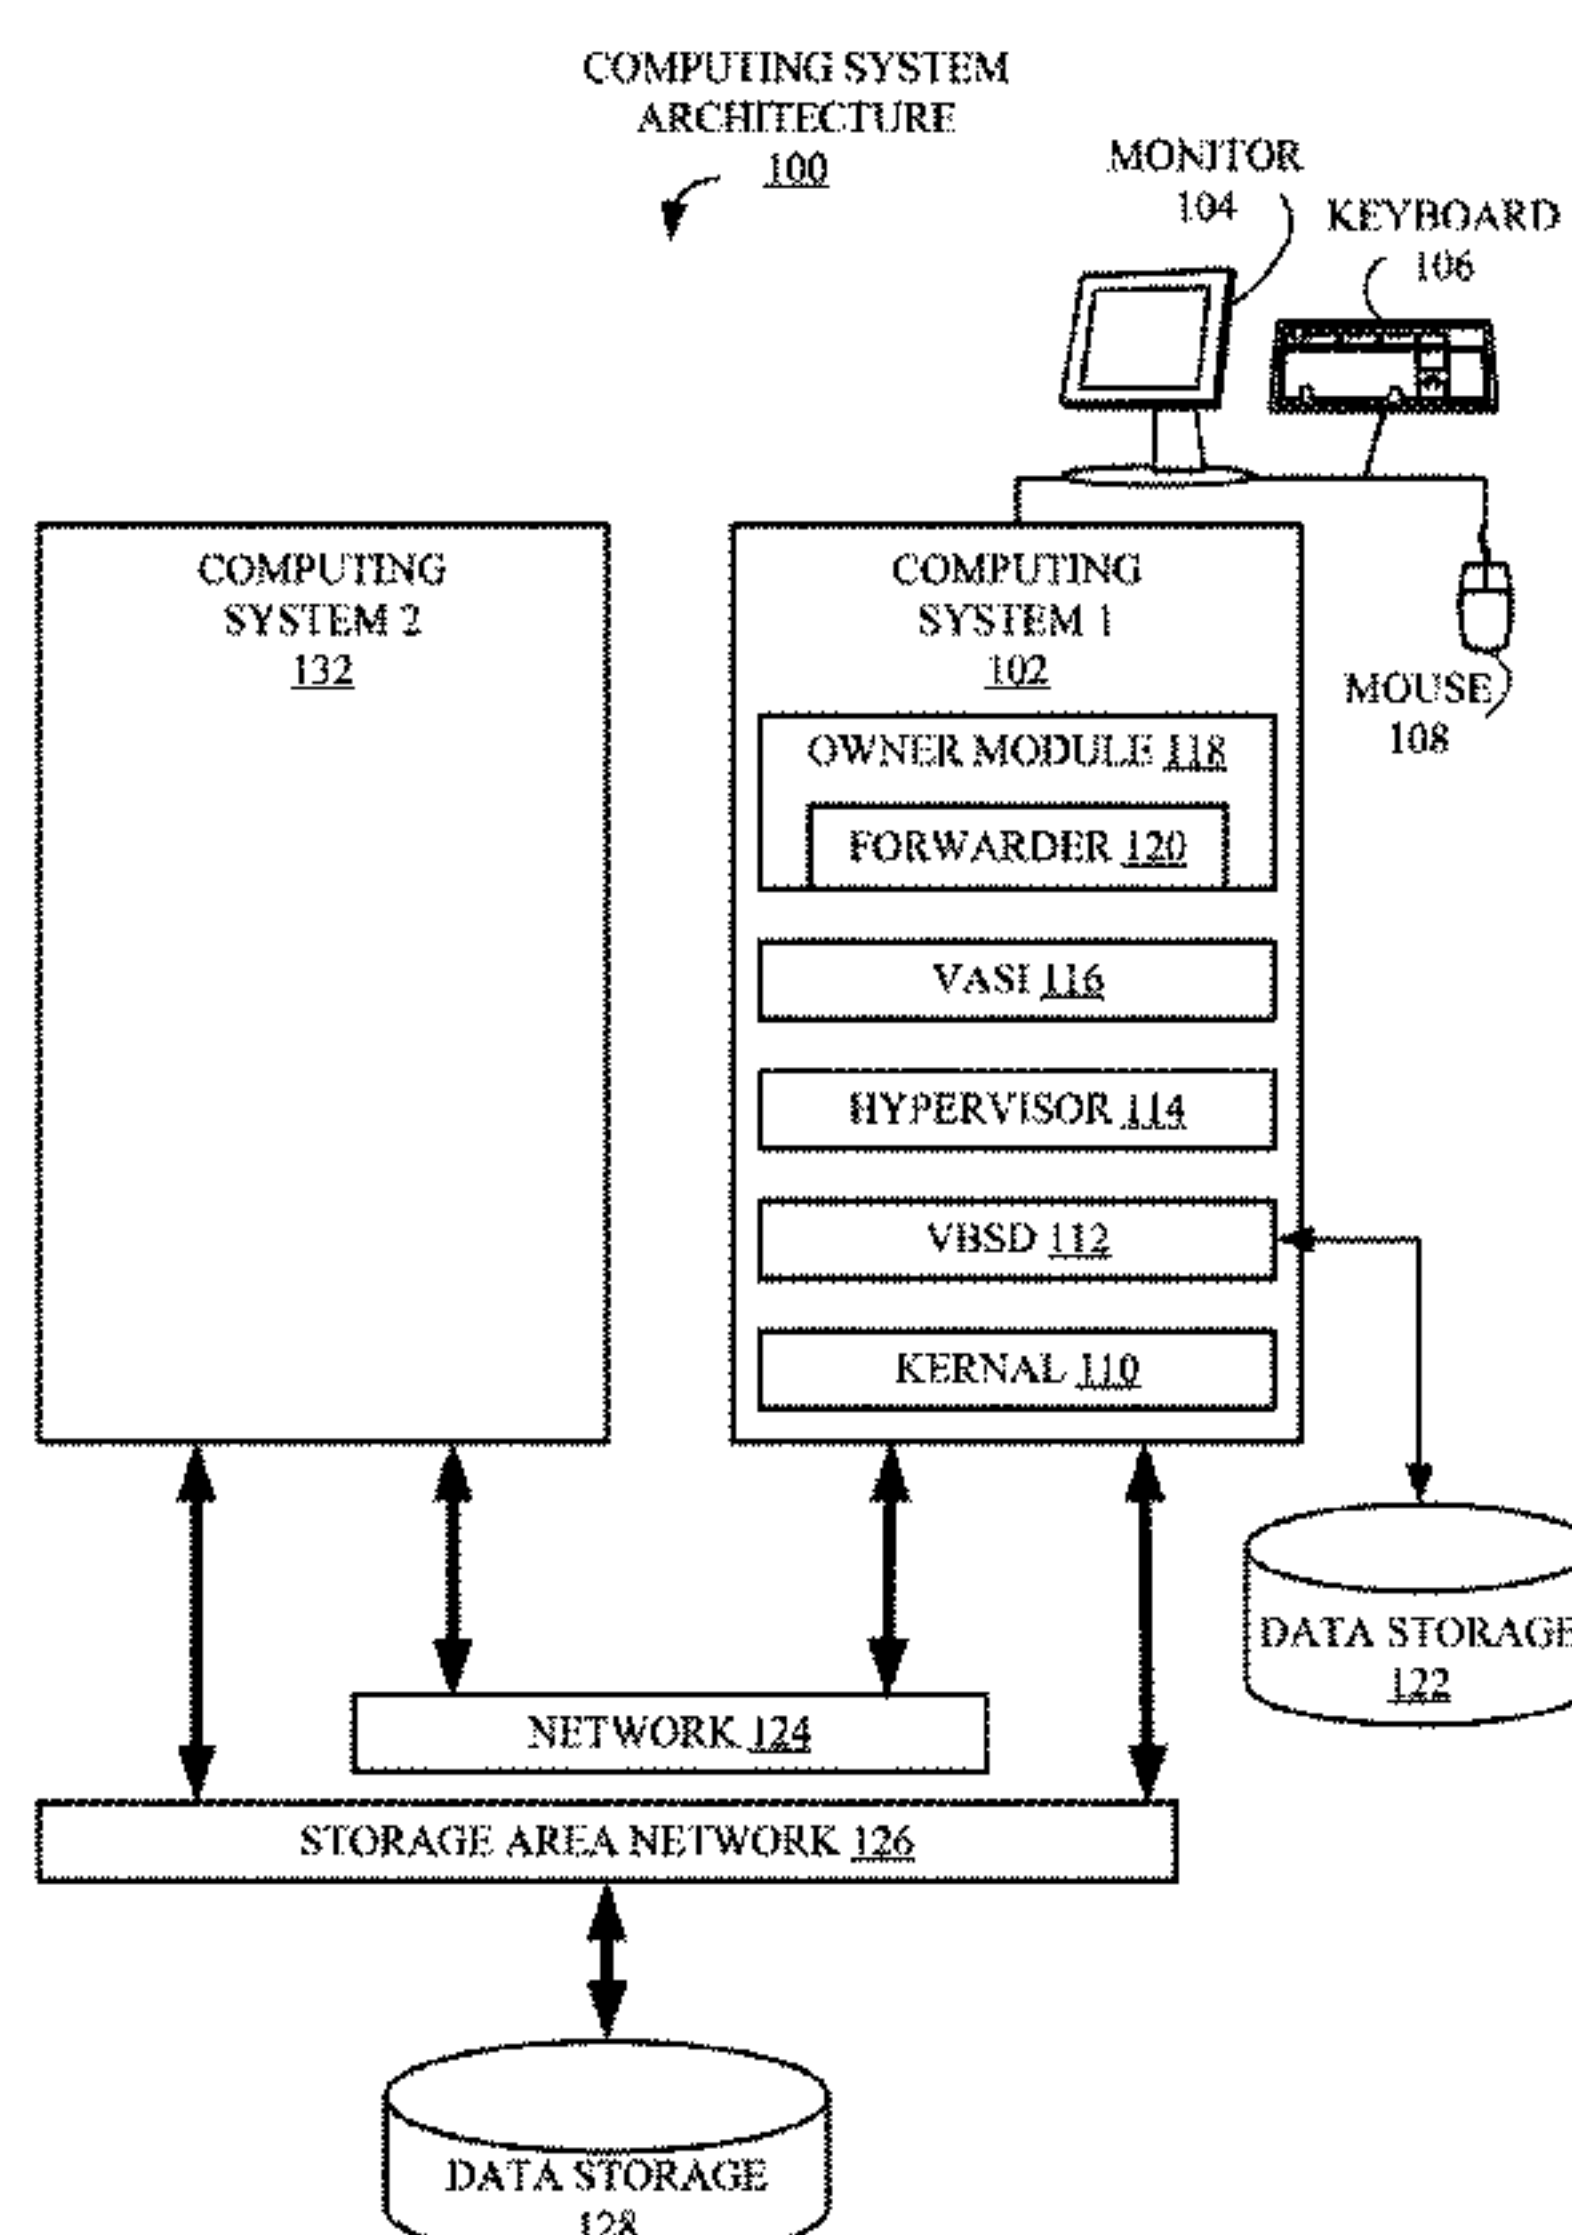 COMPUTING SYSTEM
ARCHITECTURE
100
MONITOR
104
KEYBOARD
106
COMPUTING
SYSTEM 2
132
COMPUTING
SYSTEM 1
102
MOUSE
108
OWNER MODULE 118
FORWARDER 120
VASI 116
HYPERVISOR 114
VBSD 112
KERNAL 110
DATA STORAGE
122
NETWORK 124
STORAGE AREA NETWORK 126
DATA STORAGE
128